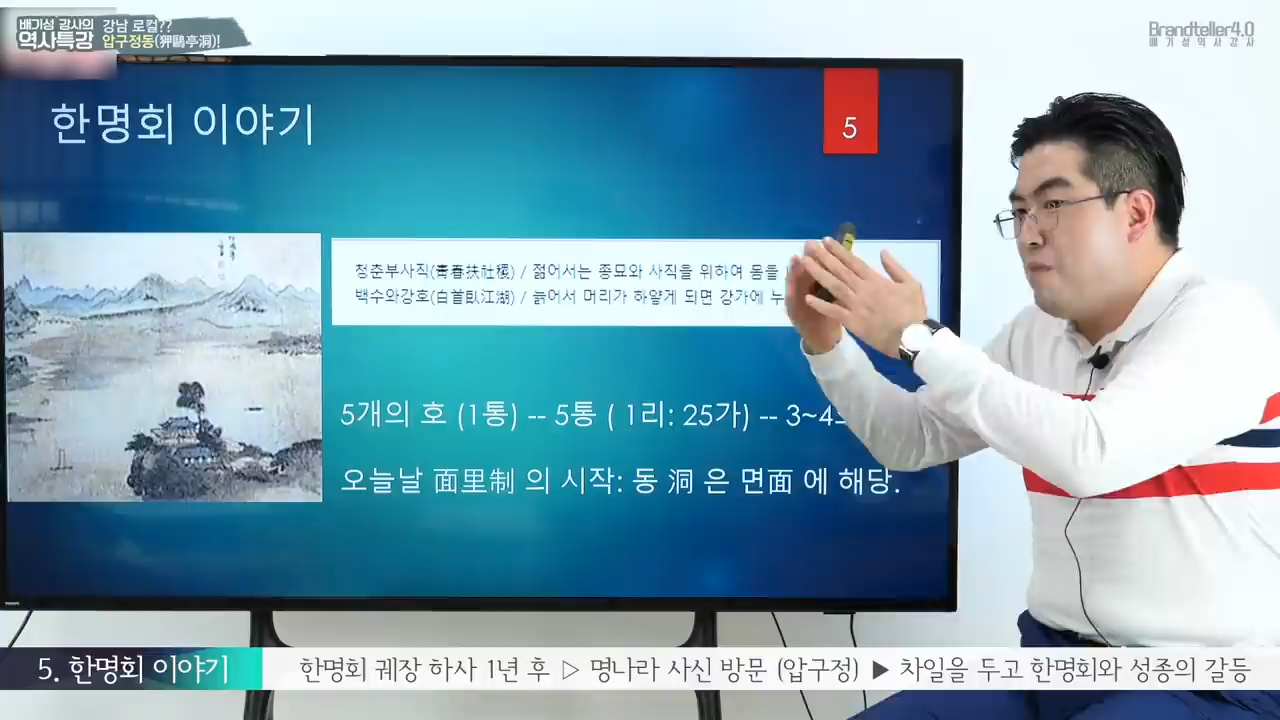 배기성 강사의
역사특강
강남 로컬??
압구정동(狎鷗亭洞)!
Brandteller4.0
배기성역사강사
한명회 이야기
5
청춘부사직(靑春扶社稷) / 젊어서는 종묘와 사직을 위하여 몸을
백수와강호(白首臥江湖) / 늙어서 머리가 하얗게 되면 강가에
5개의 호 (1통) -- 5통 ( 1리: 25가) -- 3~4
오늘날 面里制 의 시작: 동 洞 은 면面 에 해당.
5. 한명회 이야기
한명회 궤장 하사 1년 후 ▷ 명나라 사신 방문 (압구정) ▶ 차일을 두고 한명회와 성종의 갈등